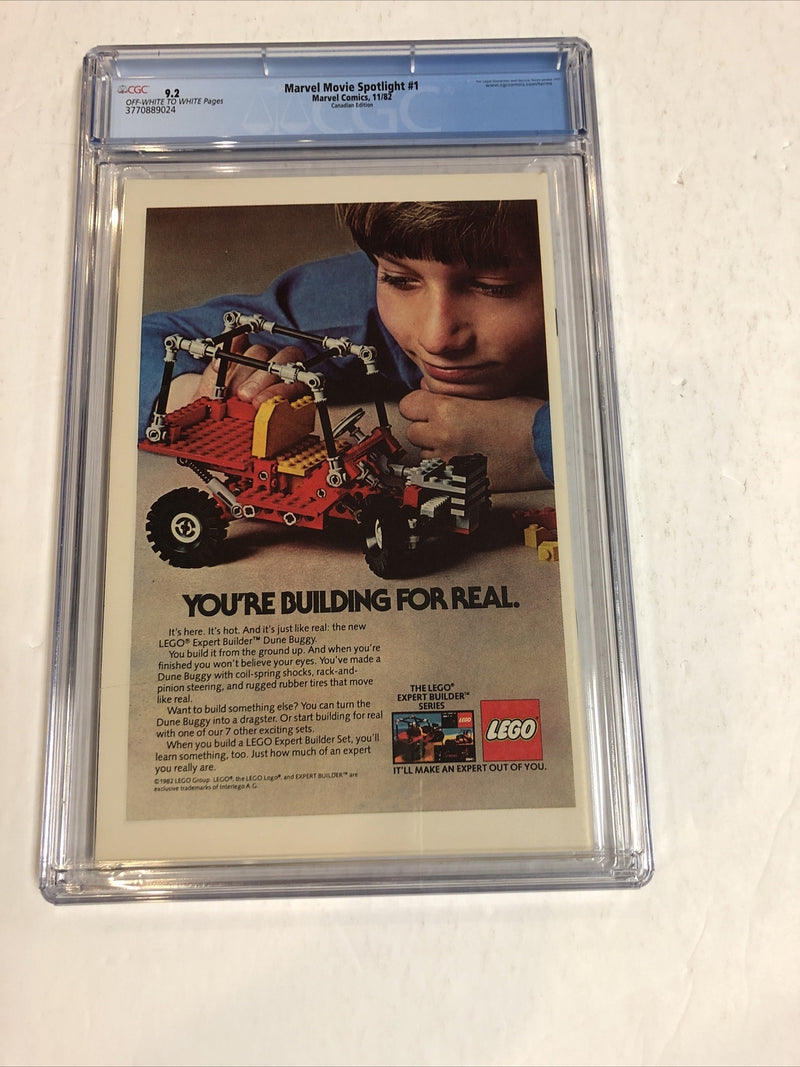 CGC 9.2
OFF-WHITE TO WHITE Pages
3770889024
Marvel Movie Spotlight #1
Marvel Comics, 11/82
Canadian Edition
www.cgccomics.com/terms
CGC
YOU'RE BUILDING FOR REAL.
It's here. It's hot. And it's just like real: the new
LEGO® Expert Builder™ Dune Buggy.
You build it from the ground up. And when you're
finished you won't believe your eyes. You've made a
Dune Buggy with coil-spring shocks, rack-and-
pinion steering, and rugged rubber tires that move
like real.
Want to build something else? You can turn the
Dune Buggy into a dragster. Or start building for real
with one of our 7 other exciting sets.
When you build a LEGO Expert Builder Set, you'll
learn something, too. Just how much of an expert
you really are.
©1982 LEGO Group. LEGO®, the LEGO Logo®, and EXPERT BUILDER™ are
exclusive trademarks of Interlego A.G.
THE LEGO®
EXPERT BUILDER™
SERIES
LEGO
LEGO
IT'LL MAKE AN EXPERT OUT OF YOU.